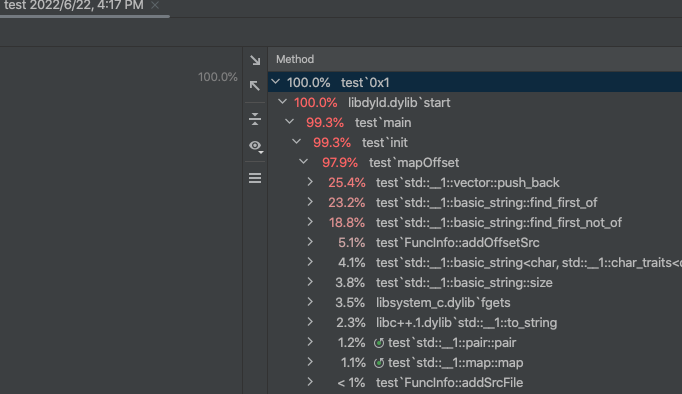 test 2022/6/22, 4:17 PM
100.0%
Method
100.0% test`0x1
100.0% libdyld.dylib`start
99.3% test`main
99.3% test`init
97.9% test`mapOffset
25.4% test`std::__1::vector::push_back
23.2% test`std::__1::basic_string::find_first_of
18.8% test`std::__1::basic_string::find_first_not_of
5.1% test`FuncInfo::addOffsetSrc
4.1% test`std::__1::basic_string<char, std::__1::char_traits<c
3.8% test`std::__1::basic_string::size
3.5% libsystem_c.dylib`fgets
2.3% libc++.1.dylib`std::__1::to_string
1.2% test`std::__1::pair::pair
1.1% test`std::__1::map::map
< 1% test`FuncInfo::addSrcFile